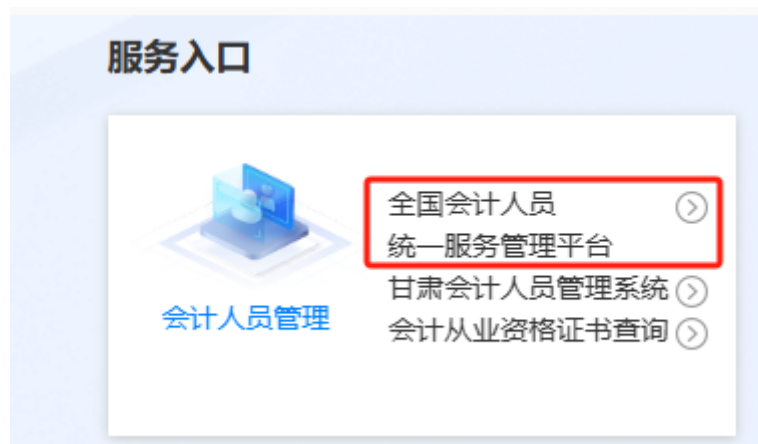 服务入口
全国会计人员
统一服务管理平台
甘肃会计人员管理系统
会计从业资格证书查询
会计人员管理